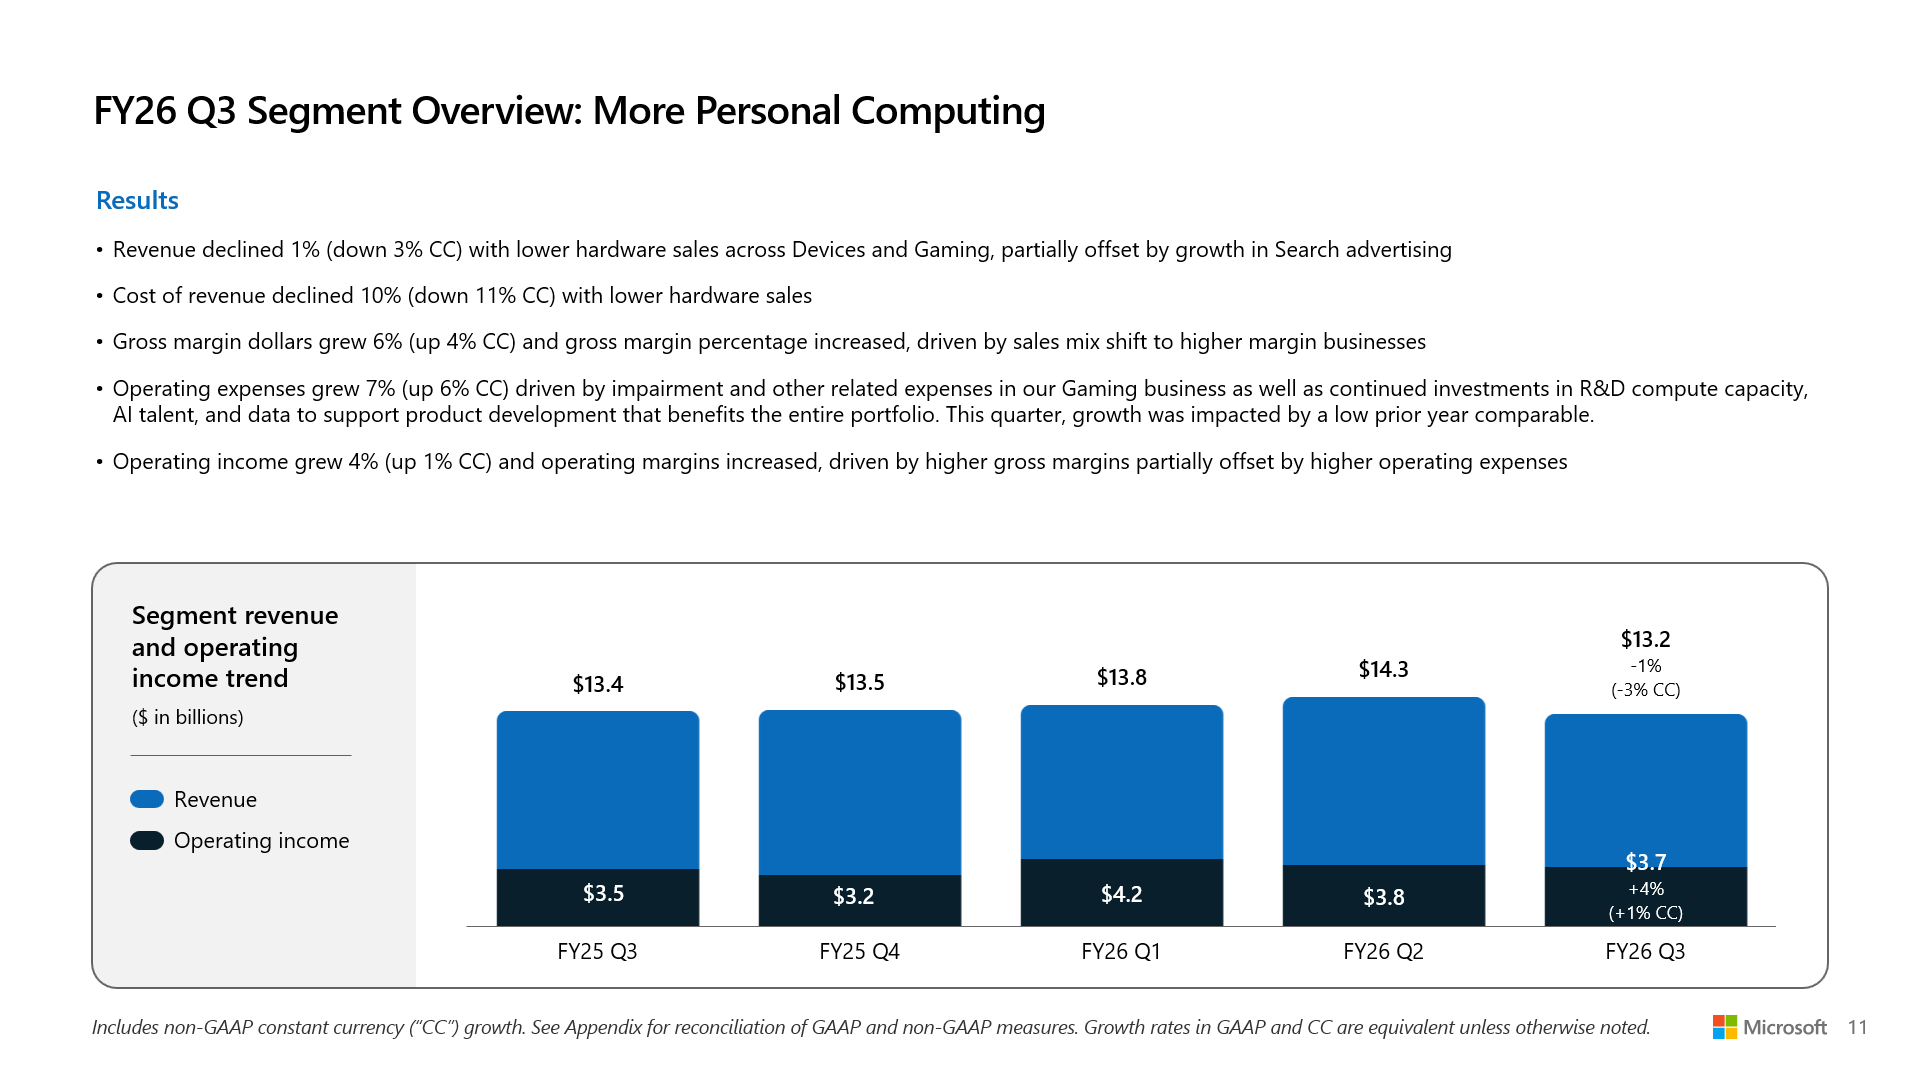 FY26 Q3 Segment Overview: More Personal Computing
Results
• Revenue declined 1% (down 3% CC) with lower hardware sales across Devices and Gaming, partially offset by growth in Search advertising
• Cost of revenue declined 10% (down 11% CC) with lower hardware sales
• Gross margin dollars grew 6% (up 4% CC) and gross margin percentage increased, driven by sales mix shift to higher margin businesses
• Operating expenses grew 7% (up 6% CC) driven by impairment and other related expenses in our Gaming business as well as continued investments in R&D compute capacity,
AI talent, and data to support product development that benefits the entire portfolio. This quarter, growth was impacted by a low prior year comparable.
• Operating income grew 4% (up 1% CC) and operating margins increased, driven by higher gross margins partially offset by higher operating expenses
Segment revenue
and operating
income trend
($ in billions)
Revenue
Operating income
$13.4
$13.5
$13.8
$14.3
$13.2
-1%
(-3% CC)
$3.5
$3.2
$4.2
$3.8
$3.7
+4%
(+1% CC)
FY25 Q3
FY25 Q4
FY26 Q1
FY26 Q2
FY26 Q3
Includes non-GAAP constant currency (“CC”) growth. See Appendix for reconciliation of GAAP and non-GAAP measures. Growth rates in GAAP and CC are equivalent unless otherwise noted.
Microsoft
11